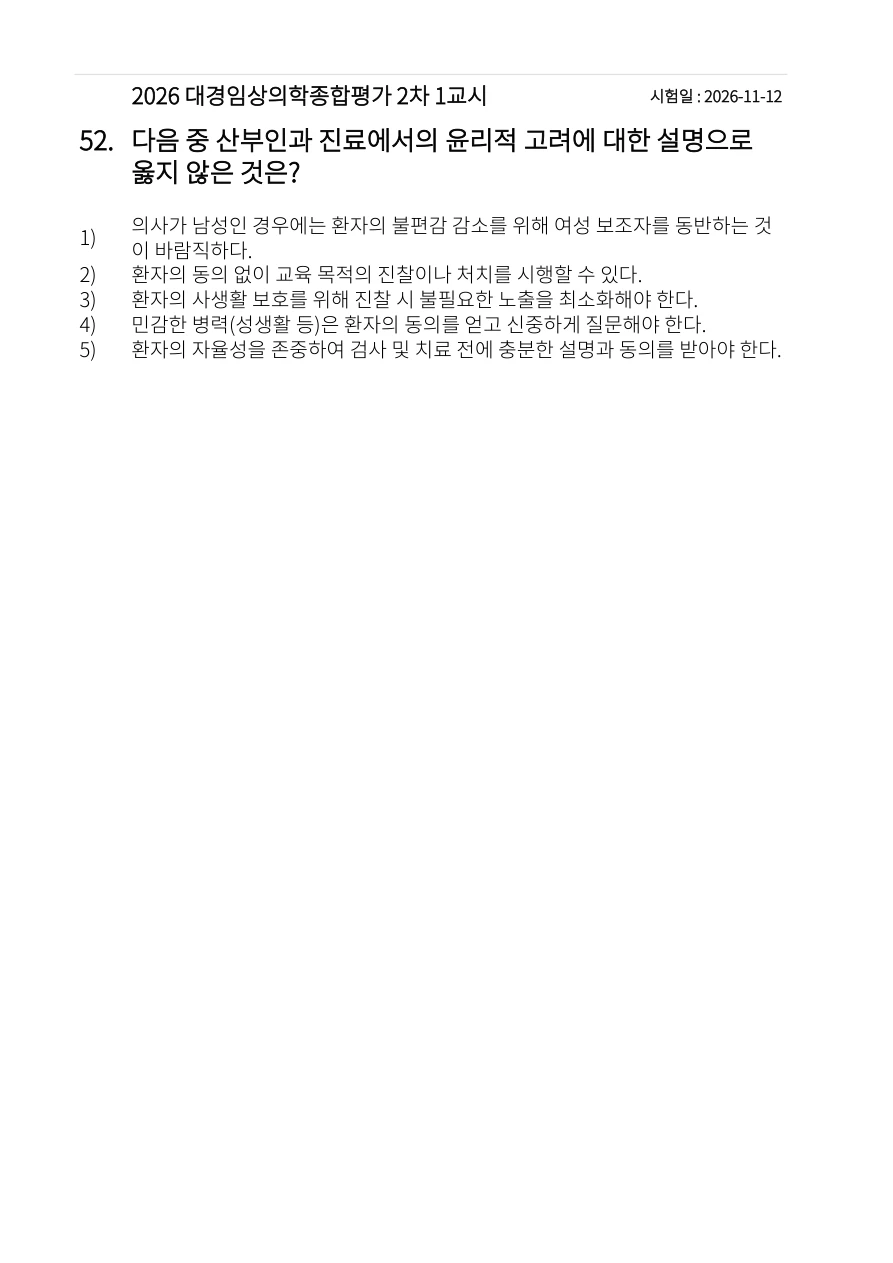 2026 대경임상의학종합평가 2차 1교시 시험일 : 2026-11-12
52. 다음 중 산부인과 진료에서의 윤리적 고려에 대한 설명으로
옳지 않은 것은?
1) 의사가 남성인 경우에는 환자의 불편감 감소를 위해 여성 보조자를 동반하는 것
이 바람직하다.
2) 환자의 동의 없이 교육 목적의 진찰이나 처치를 시행할 수 있다.
3) 환자의 사생활 보호를 위해 진찰 시 불필요한 노출을 최소화해야 한다.
4) 민감한 병력(성생활 등)은 환자의 동의를 얻고 신중하게 질문해야 한다.
5) 환자의 자율성을 존중하여 검사 및 치료 전에 충분한 설명과 동의를 받아야 한다.